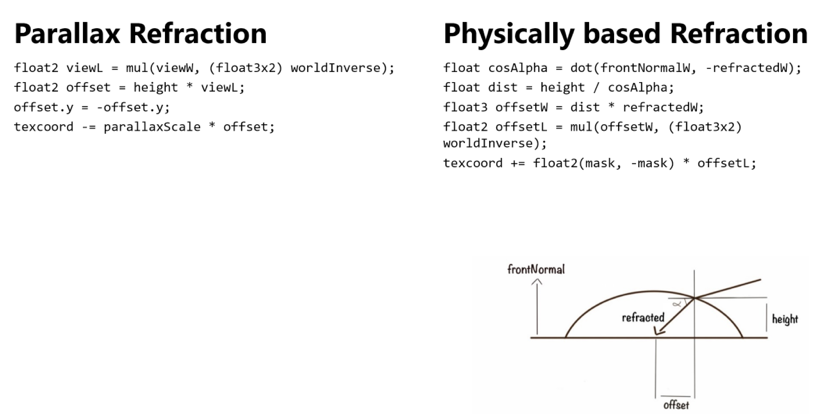 Parallax Refraction
float2 viewL = mul(viewW, (float3x2) worldInverse);
float2 offset = height * viewL;
offset.y = -offset.y;
texcoord -= parallaxScale * offset;
Physically based Refraction
float cosAlpha = dot(frontNormalW, -refractedW);
float dist = height / cosAlpha;
float3 offsetW = dist * refractedW;
float2 offsetL = mul(offsetW, (float3x2)
worldInverse);
texcoord += float2(mask, -mask) * offsetL;
frontNormal
α
refracted
height
offset